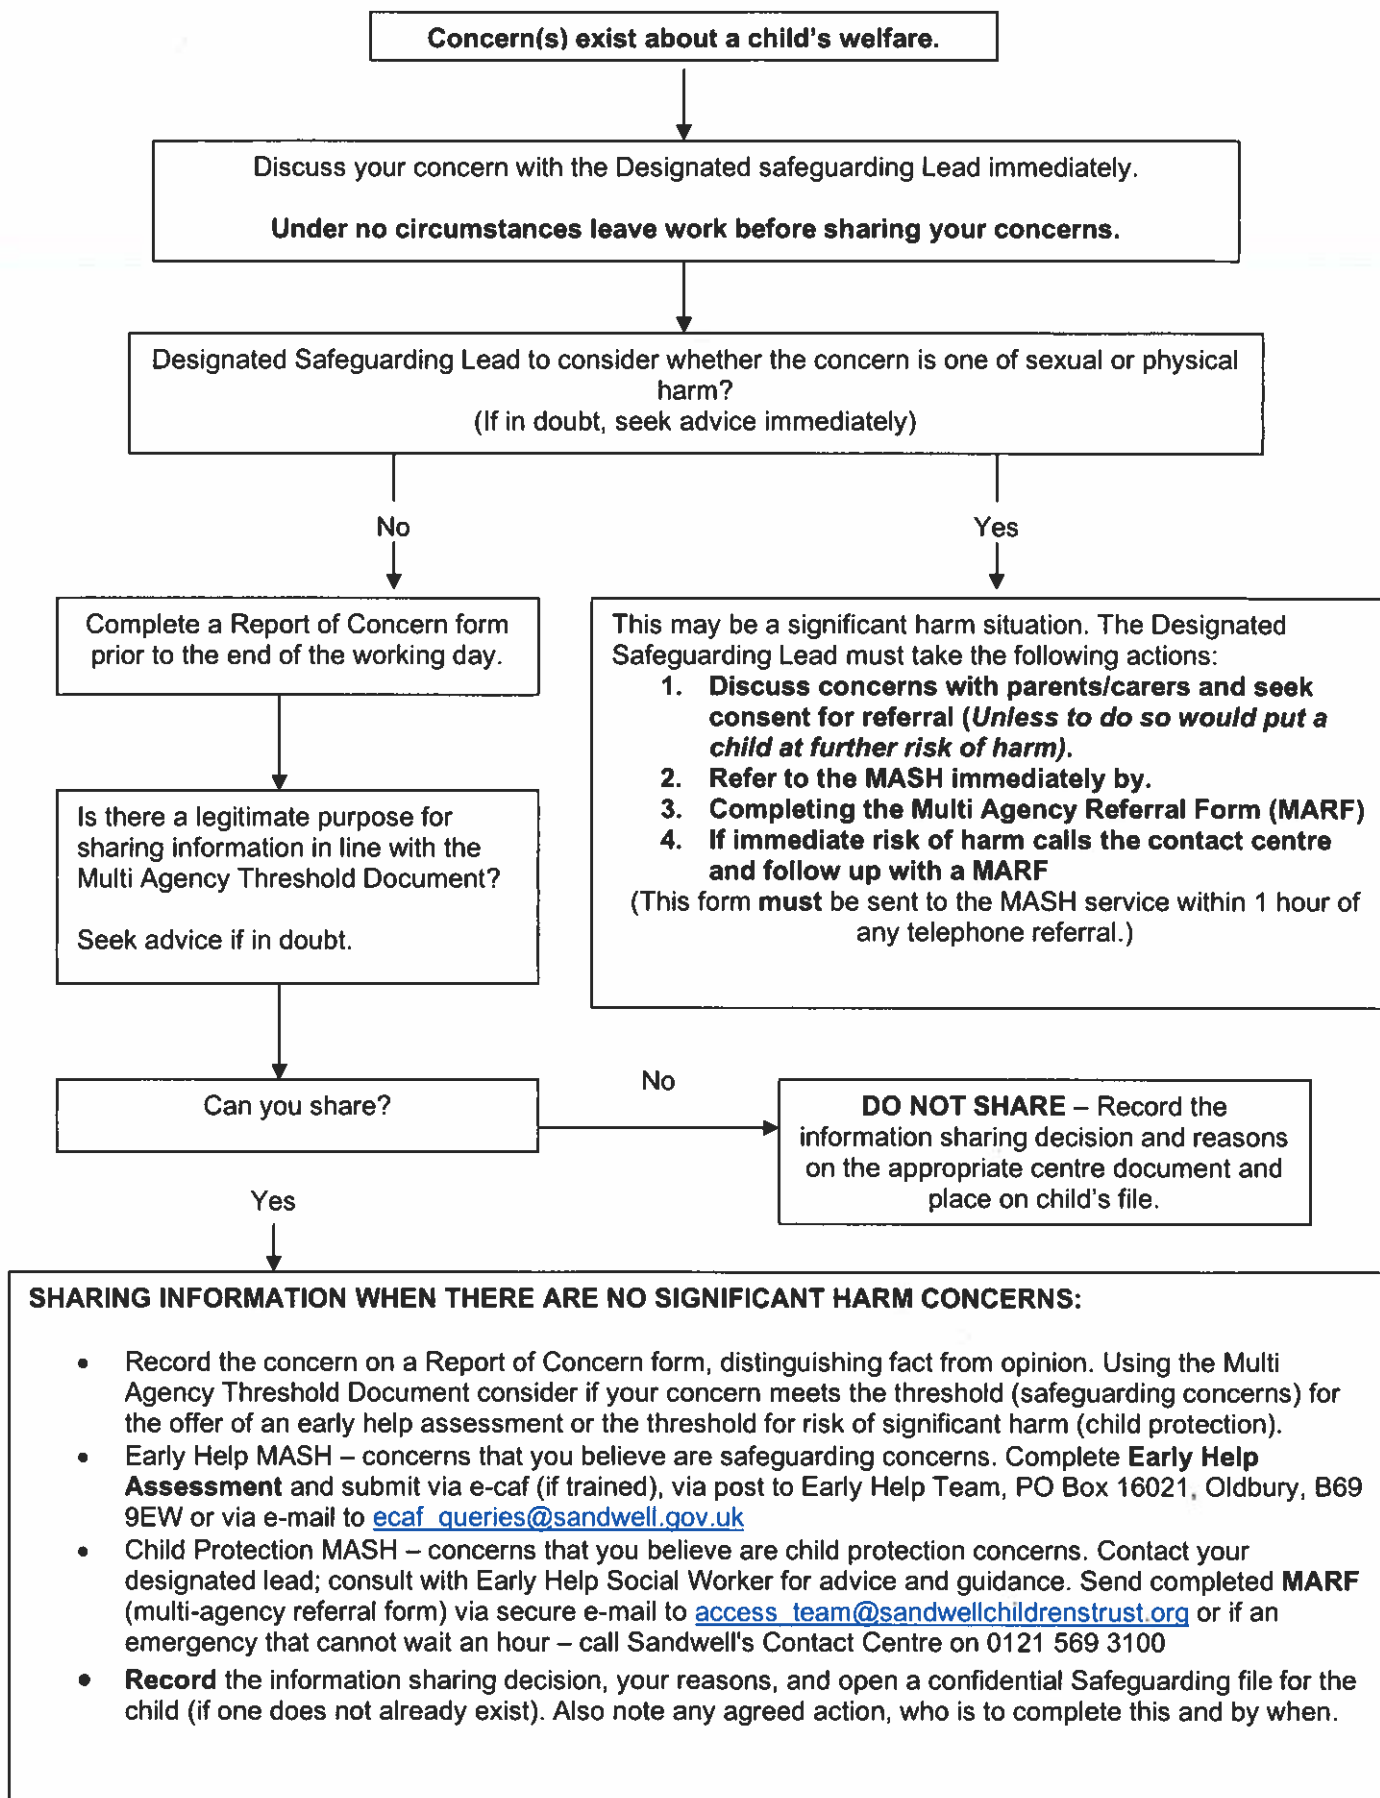 Concern(s) exist about a child's welfare.
Discuss your concern with the Designated safeguarding Lead immediately.
Under no circumstances leave work before sharing your concerns.
Designated Safeguarding Lead to consider whether the concern is one of sexual or physical
harm?
(If in doubt, seek advice immediately)
No
Yes
Complete a Report of Concern form
prior to the end of the working day.
This may be a significant harm situation. The Designated
Safeguarding Lead must take the following actions:
1. Discuss concerns with parents/carers and seek
consent for referral (Unless to do so would put a
child at further risk of harm).
2. Refer to the MASH immediately by.
3. Completing the Multi Agency Referral Form (MARF)
4. If immediate risk of harm calls the contact centre
and follow up with a MARF
(This form must be sent to the MASH service within 1 hour of
any telephone referral.)
Is there a legitimate purpose for
sharing information in line with the
Multi Agency Threshold Document?
Seek advice if in doubt.
Can you share?
No
DO NOT SHARE – Record the
information sharing decision and reasons
on the appropriate centre document and
place on child's file.
Yes
SHARING INFORMATION WHEN THERE ARE NO SIGNIFICANT HARM CONCERNS:
• Record the concern on a Report of Concern form, distinguishing fact from opinion. Using the Multi
Agency Threshold Document consider if your concern meets the threshold (safeguarding concerns) for
the offer of an early help assessment or the threshold for risk of significant harm (child protection).
• Early Help MASH – concerns that you believe are safeguarding concerns. Complete Early Help
Assessment and submit via e-caf (if trained), via post to Early Help Team, PO Box 16021, Oldbury, B69
9EW or via e-mail to ecaf_queries@sandwell.gov.uk
• Child Protection MASH – concerns that you believe are child protection concerns. Contact your
designated lead; consult with Early Help Social Worker for advice and guidance. Send completed MARF
(multi-agency referral form) via secure e-mail to access_team@sandwellchildrenstrust.org or if an
emergency that cannot wait an hour – call Sandwell's Contact Centre on 0121 569 3100
• Record the information sharing decision, your reasons, and open a confidential Safeguarding file for the
child (if one does not already exist). Also note any agreed action, who is to complete this and by when.